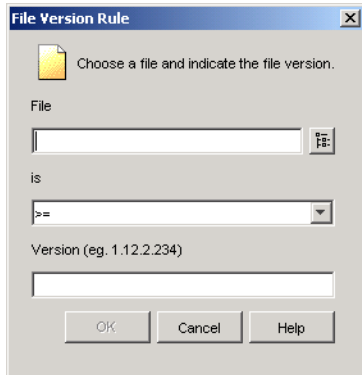 File Version Rule
Choose a file and indicate the file version.
File
is
>=
Version (eg. 1.12.2.234)
OK Cancel Help